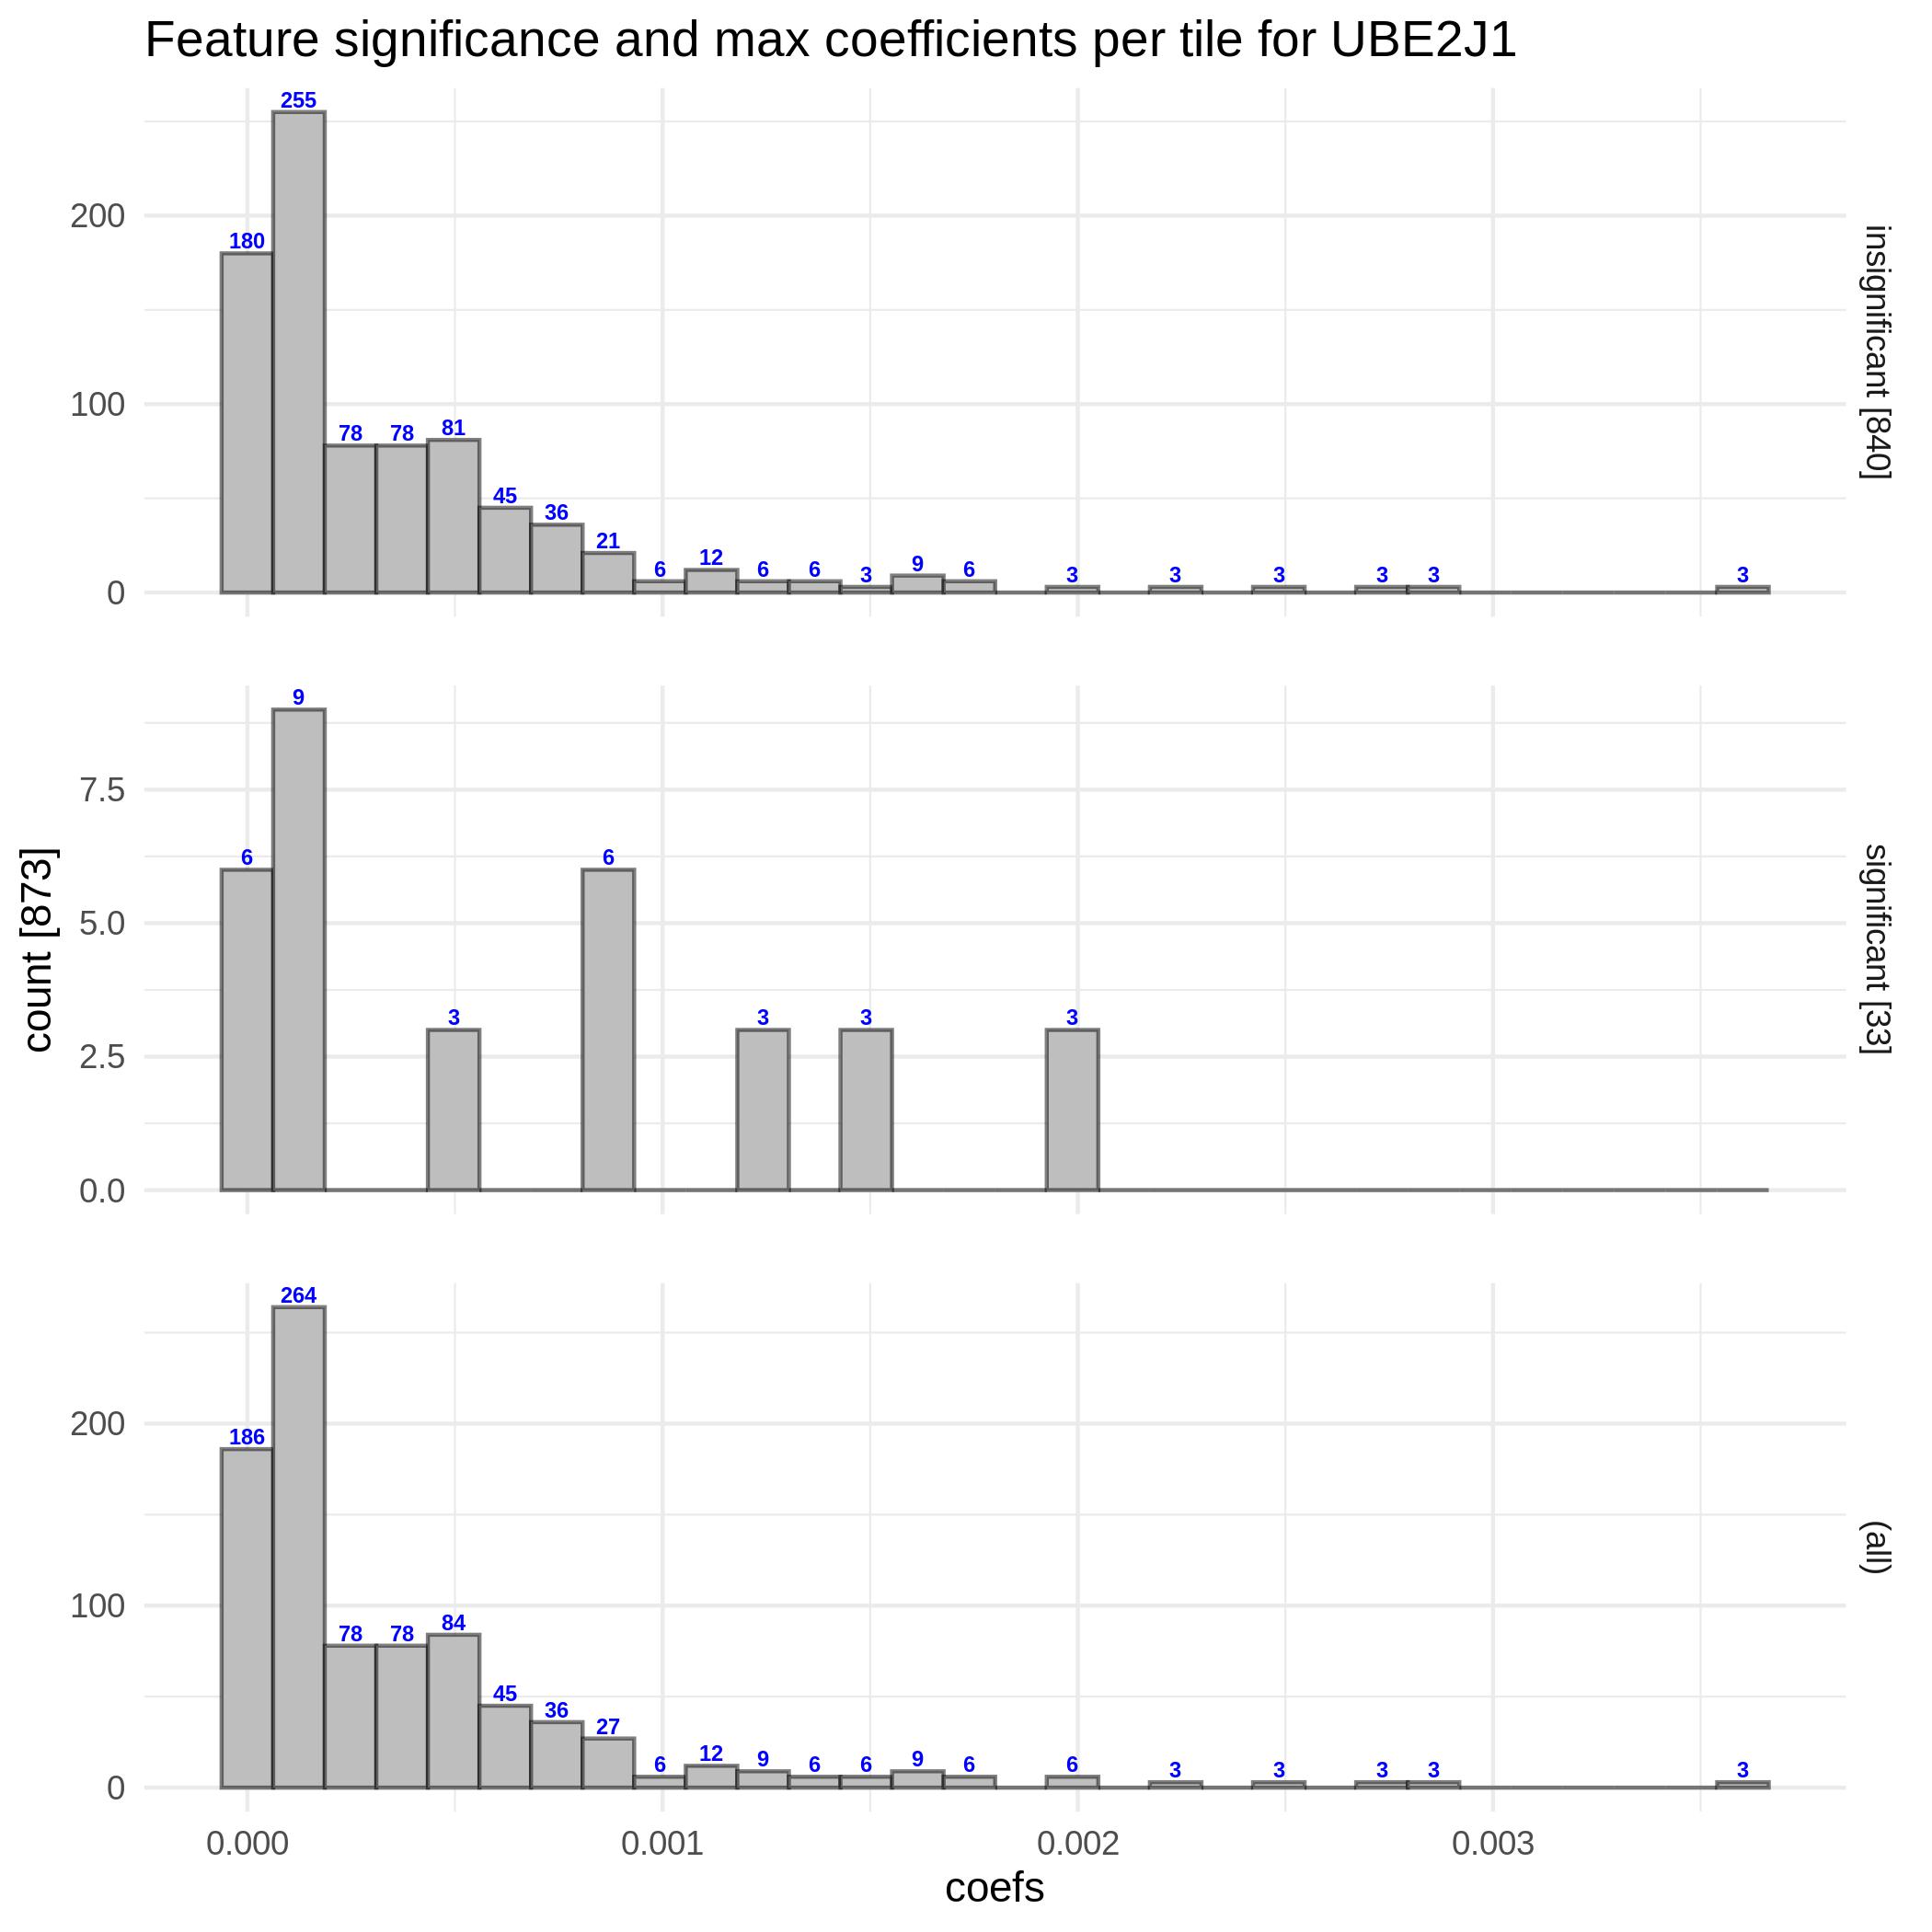 Feature significance and max coefficients per tile for UBE2J1
255
180
78 78 81
45 36 21 6 12 6 6 3 9 6 3 3 3 3 3 3
200
100
0
insignificant [840]
9
6 6
3 3 3 3
7.5
5.0
2.5
0.0
significant [33]
count [873]
264
186
78 78 84
45 36 27 6 12 9 6 6 9 6 6 3 3 3 3 3
200
100
0
(all)
0.000 0.001 0.002 0.003
coefs